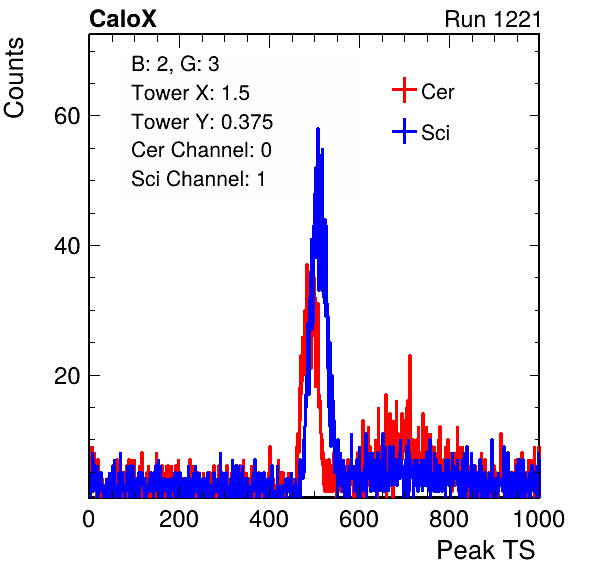 CaloX Run 1221
Counts
B: 2, G: 3
Tower X: 1.5
Tower Y: 0.375
Cer Channel: 0
Sci Channel: 1
Cer
Sci
60
40
20
0 200 400 600 800 1000
Peak TS